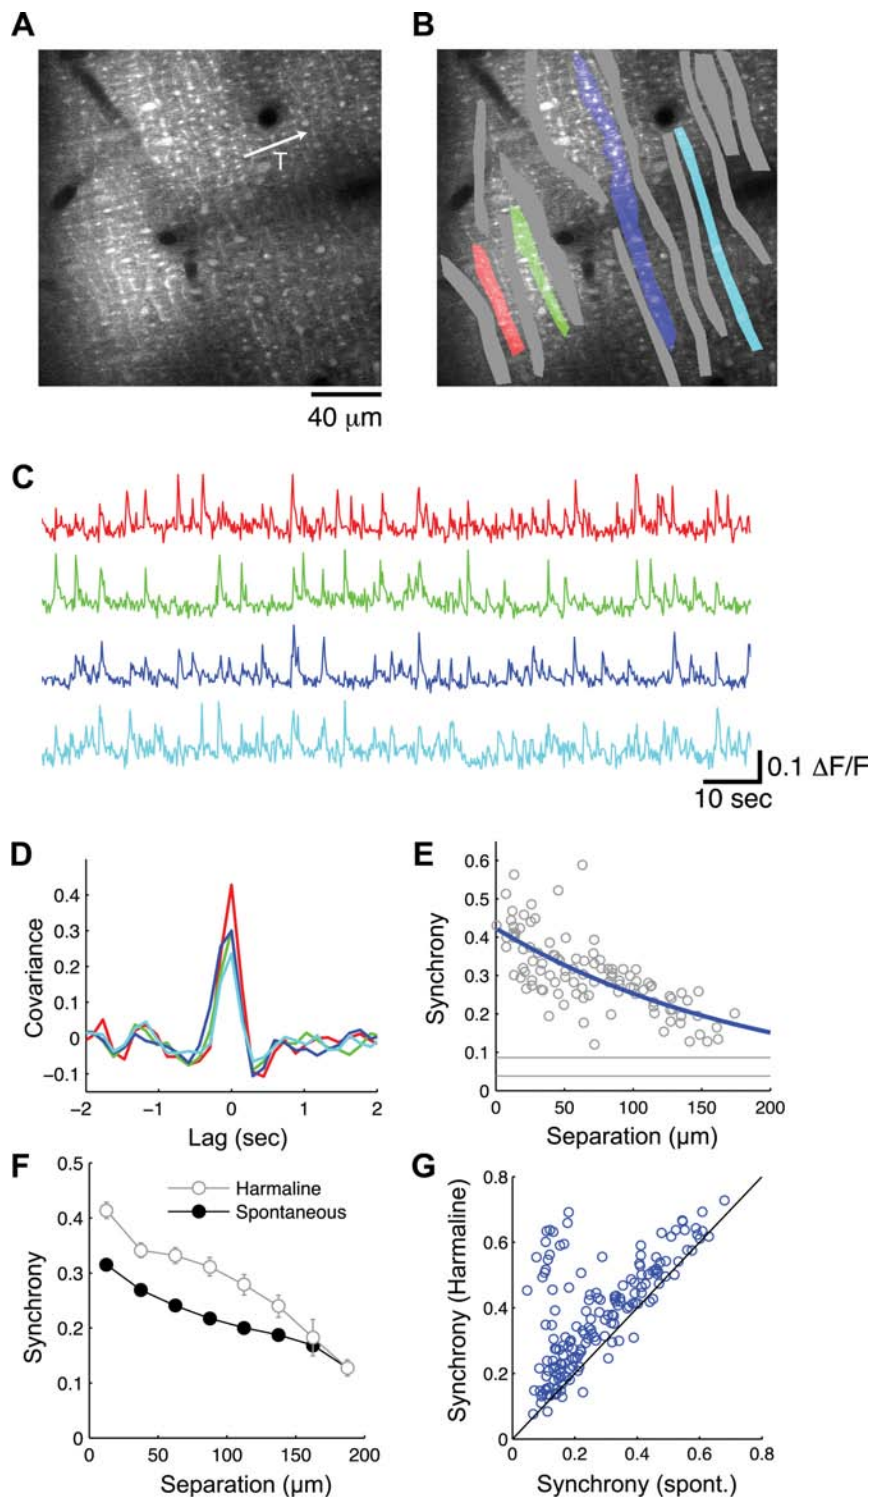 A
B
T
40 μm
C
0.1 ΔF/F
10 sec
D
0.4
0.3
0.2
0.1
0
−0.1
Covariance
−2
−1
0
1
2
Lag (sec)
E
0.6
0.5
0.4
0.3
0.2
0.1
0
Synchrony
0
50
100
150
200
Separation (μm)
F
0.5
0.4
0.3
0.2
0.1
0
Synchrony
Harmaline
Spontaneous
0
50
100
150
200
Separation (μm)
G
0.8
0.6
0.4
0.2
0
Synchrony (Harmaline)
0
0.2
0.4
0.6
0.8
Synchrony (spont.)